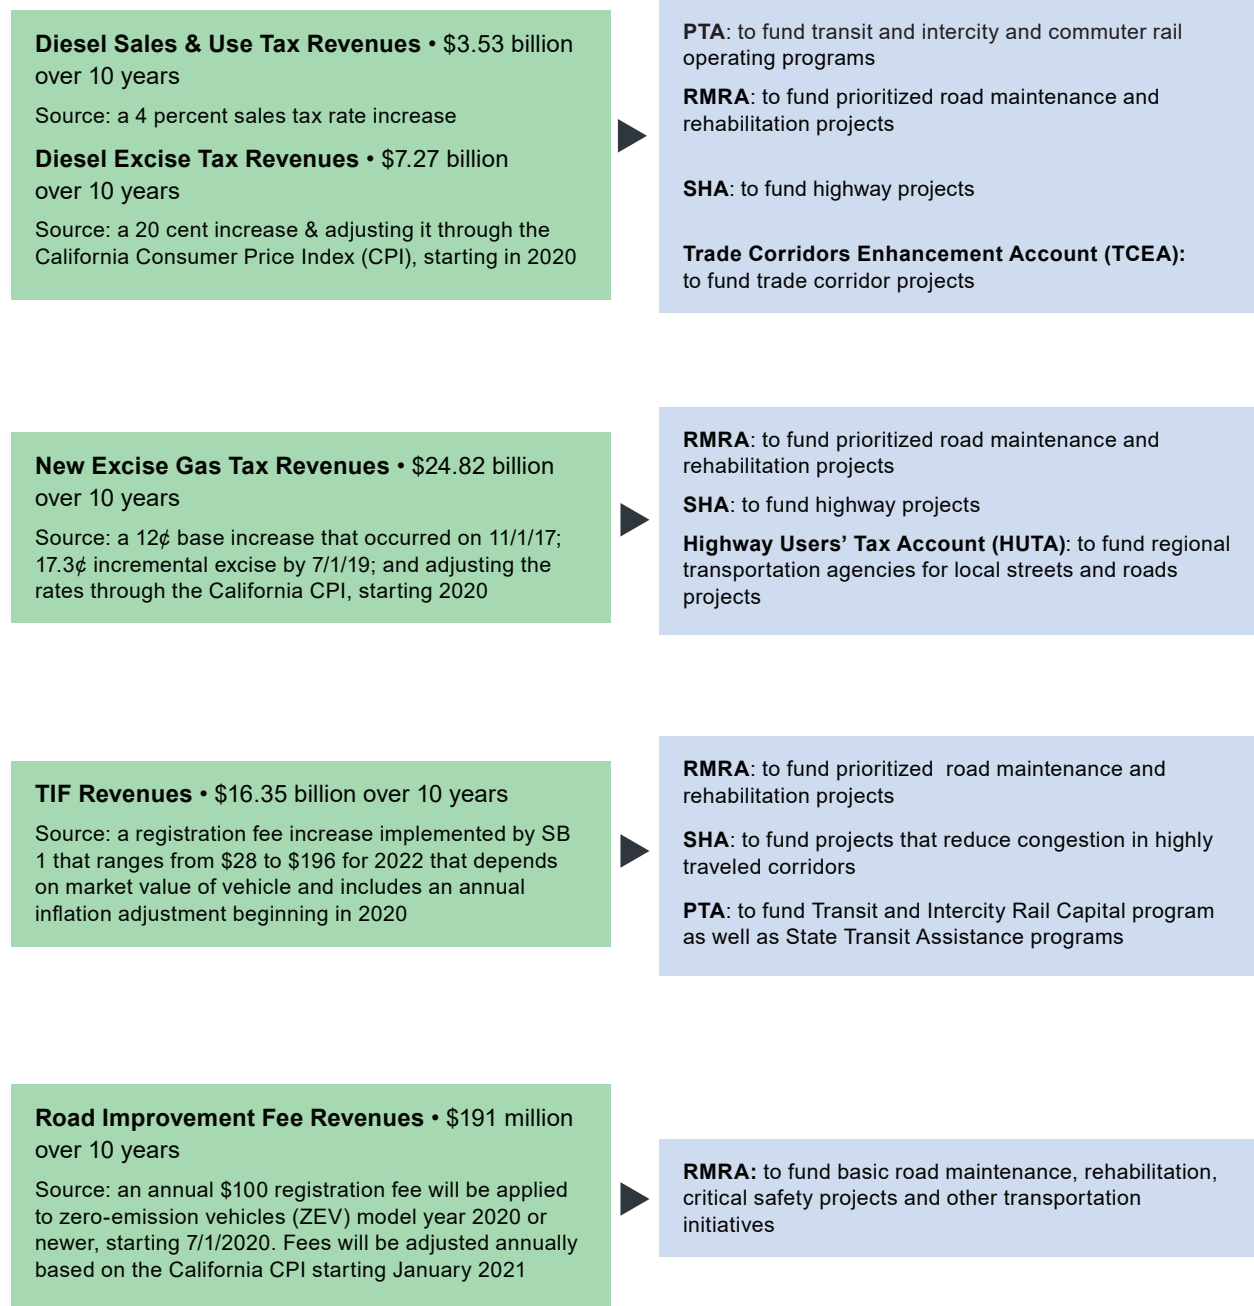 Diesel Sales & Use Tax Revenues • $3.53 billion
over 10 years
Source: a 4 percent sales tax rate increase
Diesel Excise Tax Revenues • $7.27 billion
over 10 years
Source: a 20 cent increase & adjusting it through the
California Consumer Price Index (CPI), starting in 2020
PTA: to fund transit and intercity and commuter rail
operating programs
RMRA: to fund prioritized road maintenance and
rehabilitation projects
SHA: to fund highway projects
Trade Corridors Enhancement Account (TCEA):
to fund trade corridor projects
New Excise Gas Tax Revenues • $24.82 billion
over 10 years
Source: a 12¢ base increase that occurred on 11/1/17;
17.3¢ incremental excise by 7/1/19; and adjusting the
rates through the California CPI, starting 2020
RMRA: to fund prioritized road maintenance and
rehabilitation projects
SHA: to fund highway projects
Highway Users’ Tax Account (HUTA): to fund regional
transportation agencies for local streets and roads
projects
TIF Revenues • $16.35 billion over 10 years
Source: a registration fee increase implemented by SB
1 that ranges from $28 to $196 for 2022 that depends
on market value of vehicle and includes an annual
inflation adjustment beginning in 2020
RMRA: to fund prioritized  road maintenance and
rehabilitation projects
SHA: to fund projects that reduce congestion in highly
traveled corridors
PTA: to fund Transit and Intercity Rail Capital program
as well as State Transit Assistance programs
Road Improvement Fee Revenues • $191 million
over 10 years
Source: an annual $100 registration fee will be applied
to zero-emission vehicles (ZEV) model year 2020 or
newer, starting 7/1/2020. Fees will be adjusted annually
based on the California CPI starting January 2021
RMRA: to fund basic road maintenance, rehabilitation,
critical safety projects and other transportation
initiatives